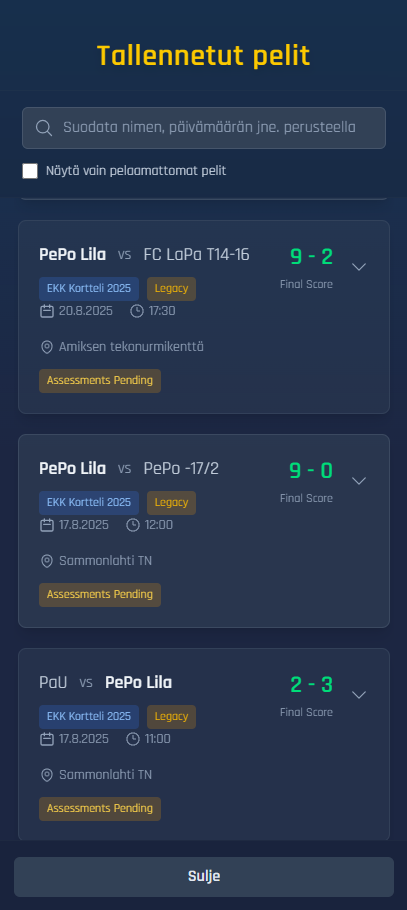 Tallennetut pelit
Suodata nimen, päivämäärän jne. perusteella
Näytä vain pelaamattomat pelit
PePo Lila vs FC LaPa T14-16 9 - 2
EKK Kortteli 2025 Legacy Final Score
20.8.2025 17:30
Amiksen tekonurmikenttä
Assessments Pending
PePo Lila vs PePo -17/2 9 - 0
EKK Kortteli 2025 Legacy Final Score
17.8.2025 12:00
Sammonlahti TN
Assessments Pending
PaU vs PePo Lila 2 - 3
EKK Kortteli 2025 Legacy Final Score
17.8.2025 11:00
Sammonlahti TN
Assessments Pending
Sulje